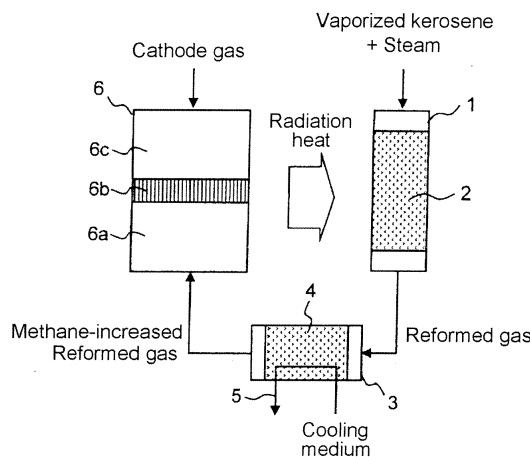 Vaporized kerosene
+ Steam
Cathode gas
6
1
6c
Radiation
heat
6b
2
6a
4
Methane-increased
Reformed gas
Reformed gas
5
3
Cooling
medium